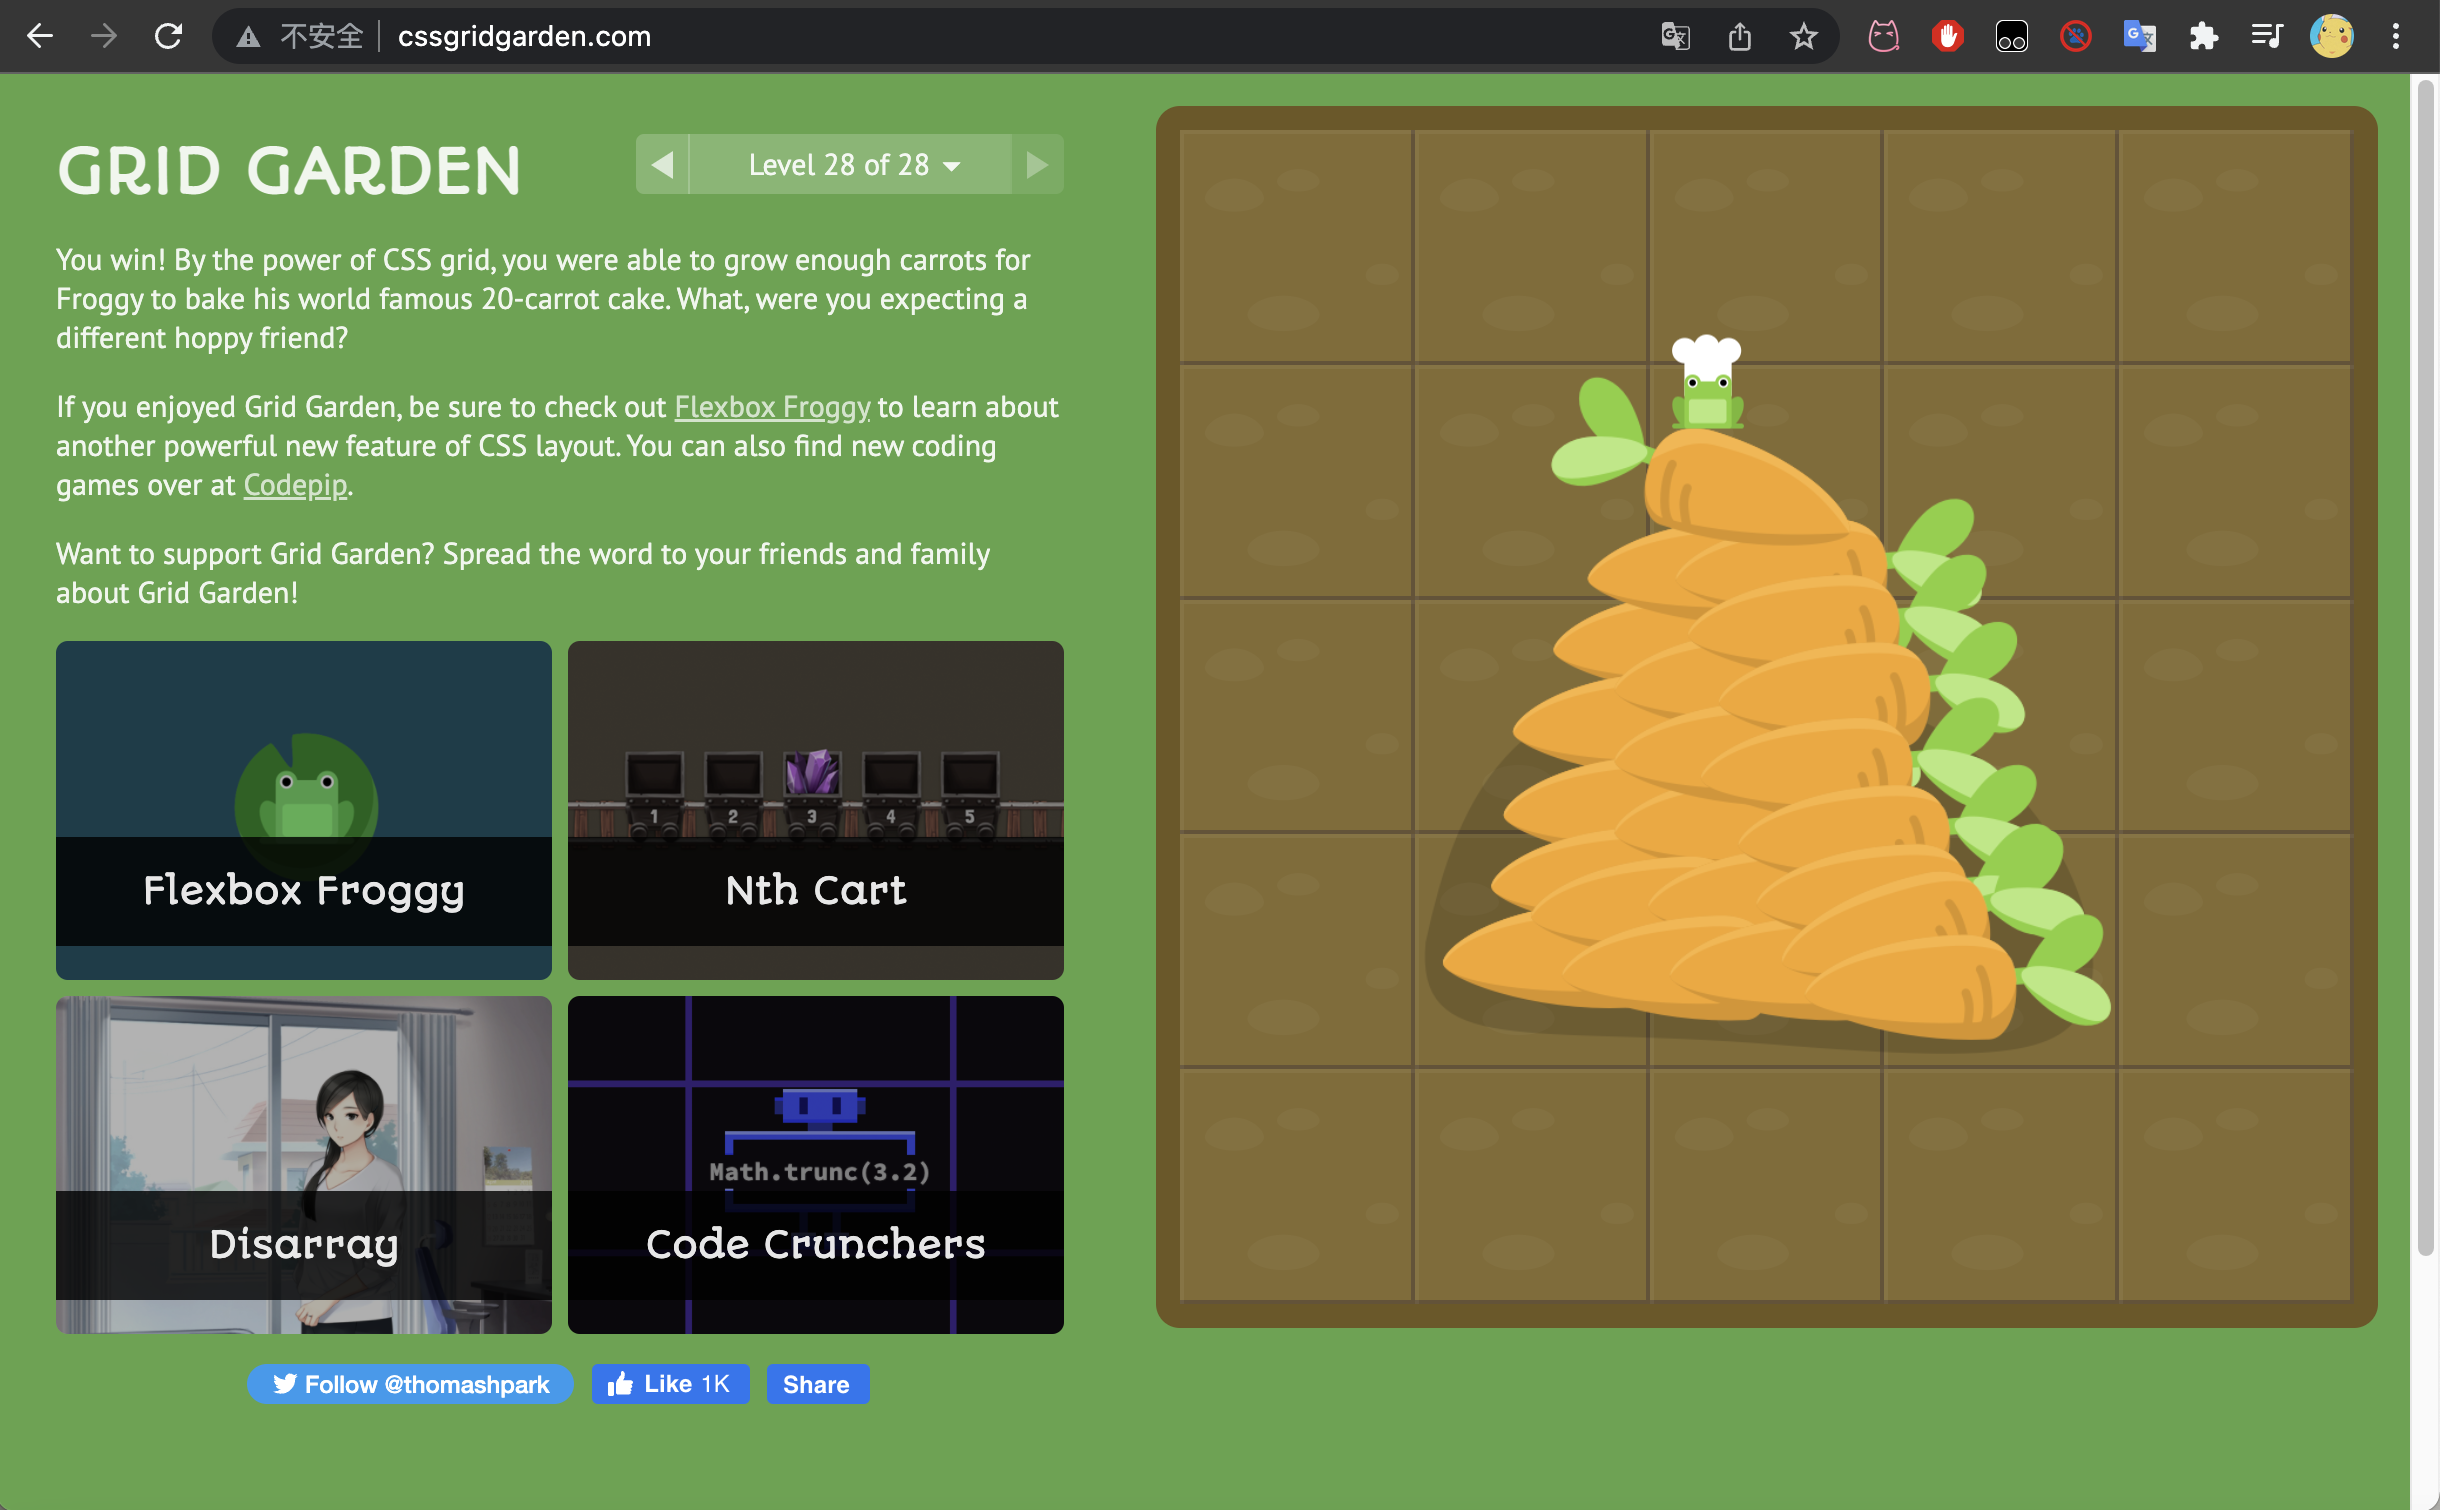 不安全 cssgridgarden.com
GRID GARDEN
Level 28 of 28
You win! By the power of CSS grid, you were able to grow enough carrots for
Froggy to bake his world famous 20-carrot cake. What, were you expecting a
different hoppy friend?
If you enjoyed Grid Garden, be sure to check out Flexbox Froggy to learn about
another powerful new feature of CSS layout. You can also find new coding
games over at Codepip.
Want to support Grid Garden? Spread the word to your friends and family
about Grid Garden!
Flexbox Froggy
1 2 3 4 5
Nth Cart
Disarray
Math.trunc(3.2)
Code Crunchers
Follow @thomashpark
Like 1K
Share